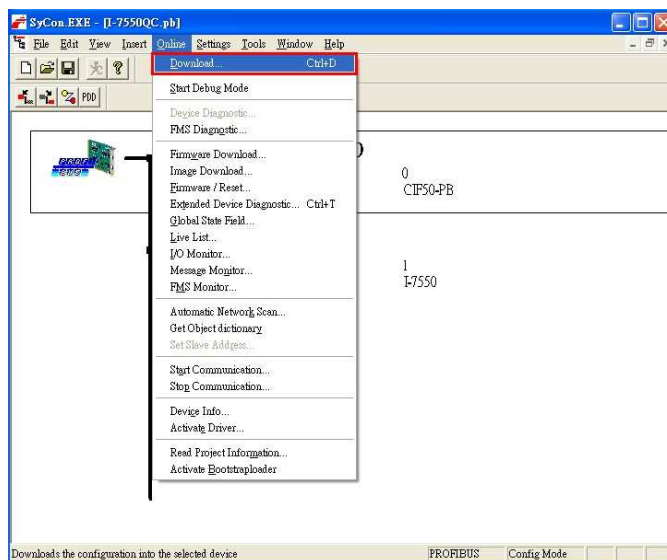 SyCon.EXE - [I-7550QC.pb]
File Edit View Insert Online Settings Tools Window Help
PDD
Download... Ctrl+D
Start Debug Mode
Device Diagnostic...
FMS Diagnostic...
Firmware Download...
Image Download...
Firmware / Reset...
Extended Device Diagnostic... Ctrl+T
Global State Field...
Live List...
I/O Monitor...
Message Monitor...
FMS Monitor...
Automatic Network Scan...
Get Object dictionary
Set Slave Address...
Start Communication...
Stop Communication...
Device Info...
Activate Driver...
Read Project Information...
Activate Bootstraploader
)
0
CIF50-PB
1
I-7550
Downloads the configuration into the selected device PROFIBUS Config Mode